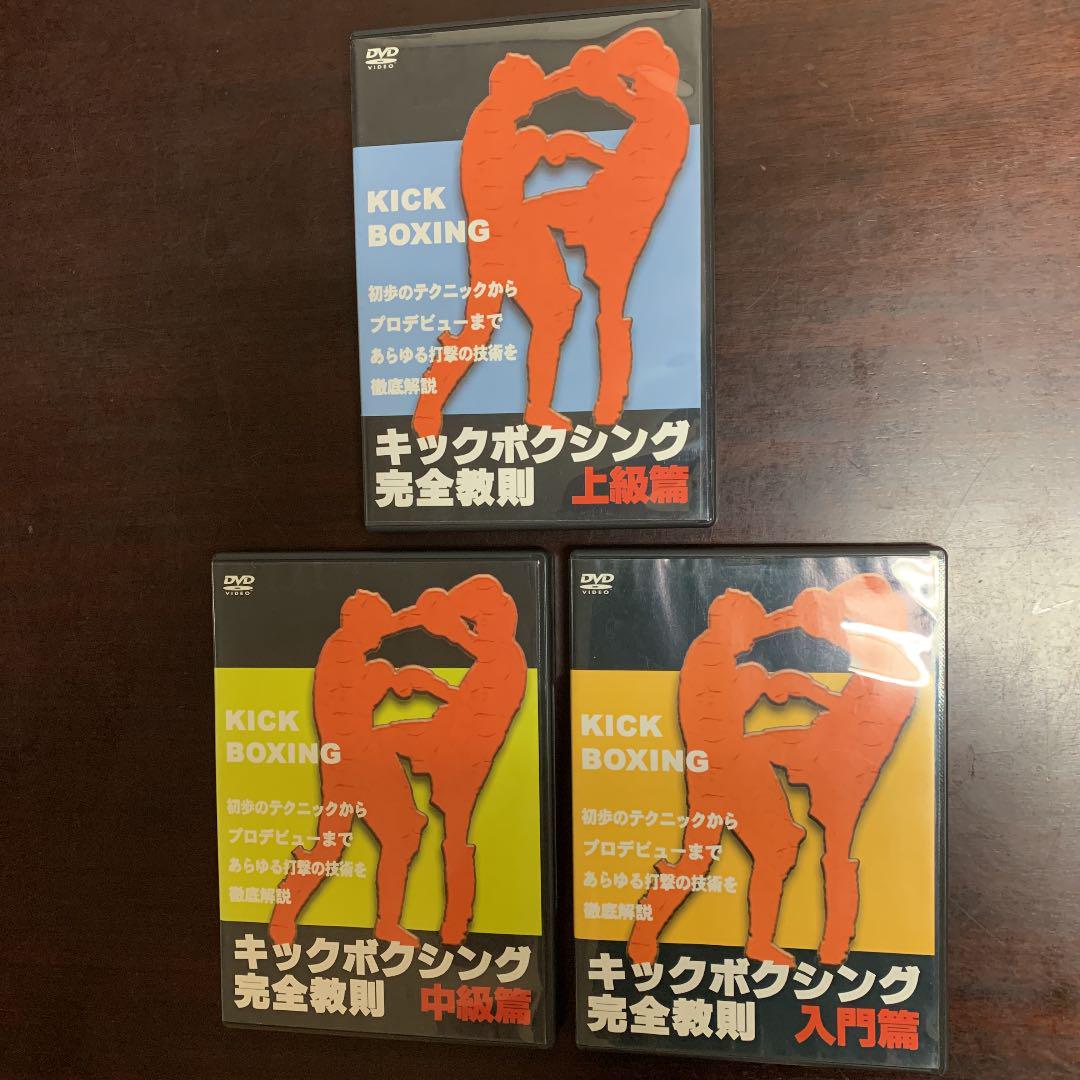 DVD
VIDEO
KICK
BOXING
初歩のテクニックから
プロデビューまで
あらゆる打撃の技術を
徹底解説
キックボクシング
完全教則 上級篇
DVD
VIDEO
KICK
BOXING
初歩のテクニックから
プロデビューまで
あらゆる打撃の技術を
徹底解説
キックボクシング
完全教則 中級篇
DVD
VIDEO
KICK
BOXING
初歩のテクニックから
プロデビューまで
あらゆる打撃の技術を
徹底解説
キックボクシング
完全教則 入門篇